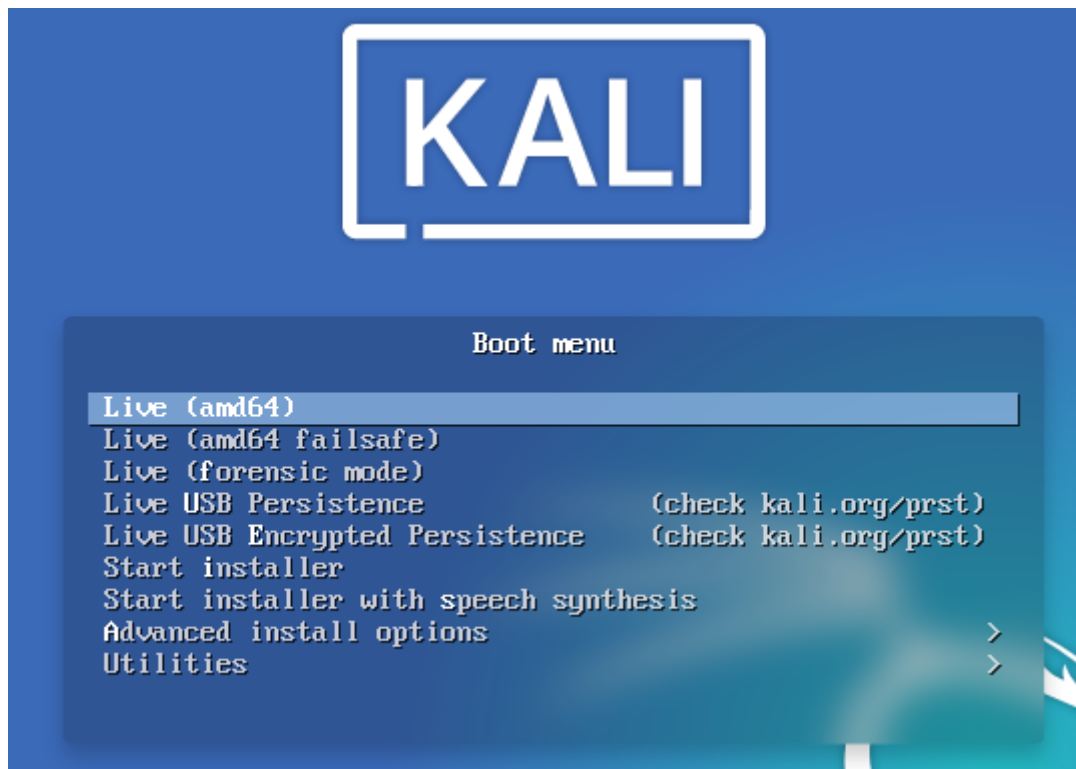 KALI
Boot menu
Live (amd64)
Live (amd64 failsafe)
Live (forensic mode)
Live USB Persistence (check kali.org/prst)
Live USB Encrypted Persistence (check kali.org/prst)
Start installer
Start installer with speech synthesis
Advanced install options >
Utilities >